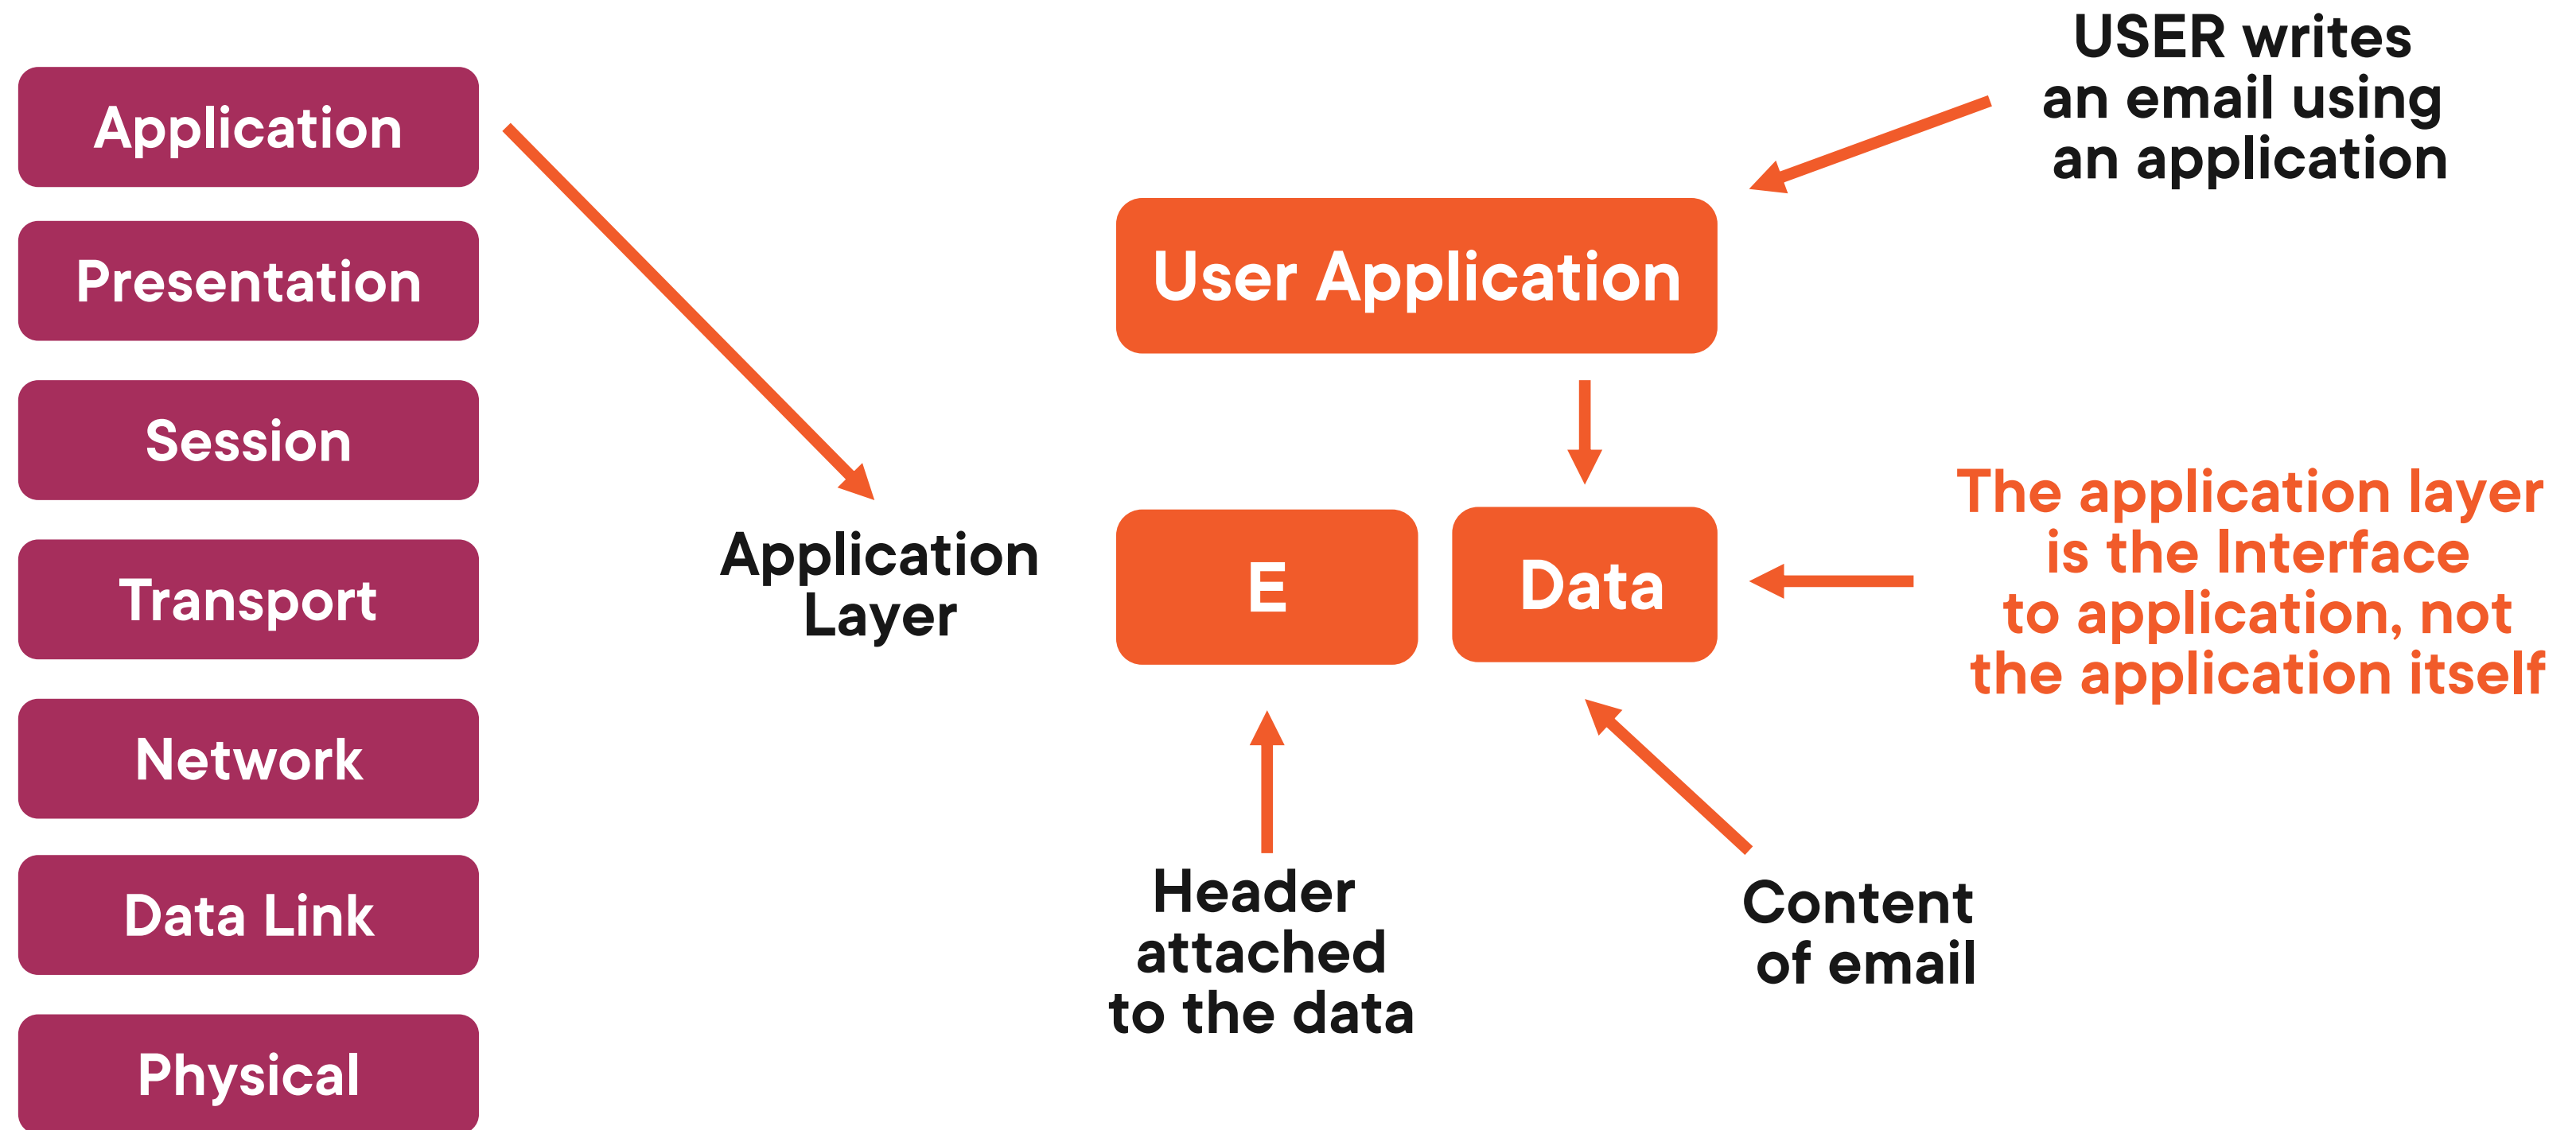 Application
Presentation
Session
Transport
Network
Data Link
Physical
Application
Layer
USER writes
an email using
an application
User Application
E
Data
The application layer
is the Interface
to application, not
the application itself
Header
attached
to the data
Content
of email